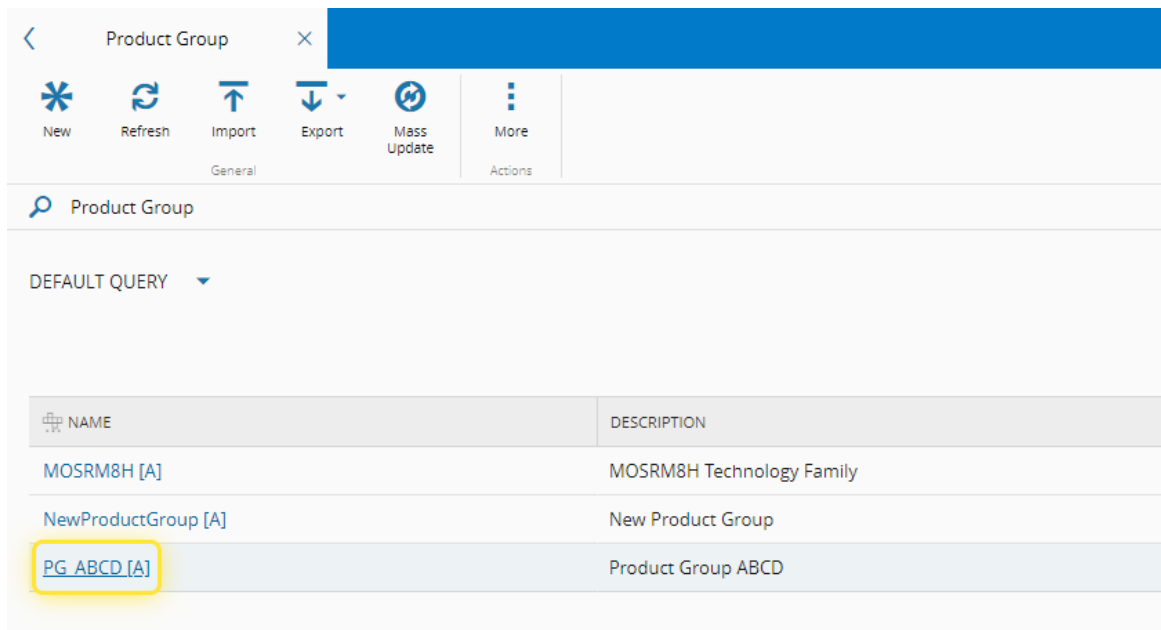 Product Group
New Refresh Import Export Mass Update More
General Actions
Product Group
DEFAULT QUERY
NAME DESCRIPTION
MOSRM8H [A] MOSRM8H Technology Family
NewProductGroup [A] New Product Group
PG_ABCD [A] Product Group ABCD